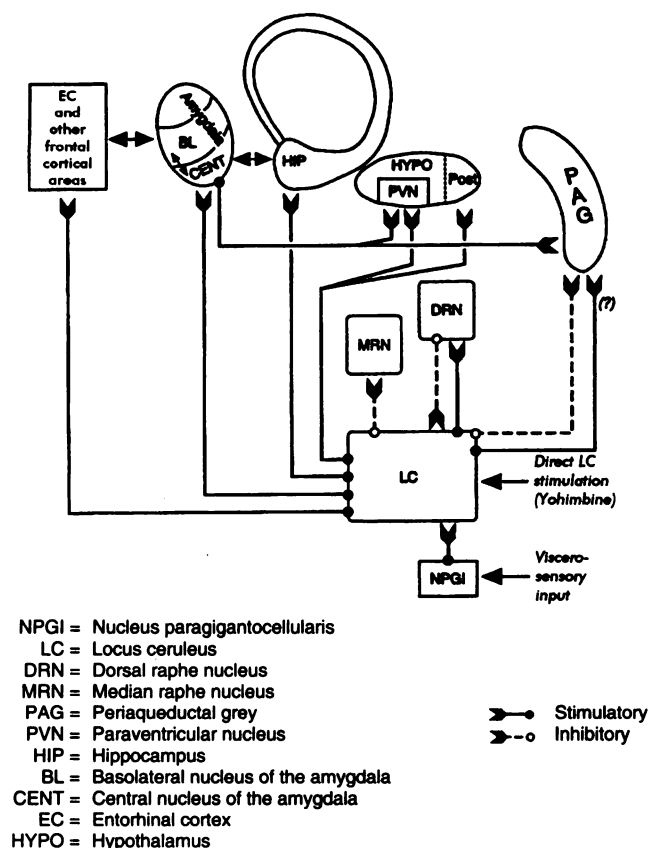 EC
and
other
frontal
cortical
areas
Amygdala
BL
CENT
HIP
HYPO
PVN
Post
PAG
(?)
DRN
MRN
LC
Direct LC
stimulation
(Yohimbine)
NPGI
Viscero-
sensory
input
NPGI = Nucleus paragigantocellularis
LC = Locus ceruleus
DRN = Dorsal raphe nucleus
MRN = Median raphe nucleus
PAG = Periaqueductal grey
PVN = Paraventricular nucleus
HIP = Hippocampus
BL = Basolateral nucleus of the amygdala
CENT = Central nucleus of the amygdala
EC = Entorhinal cortex
HYPO = Hypothalamus
Stimulatory
Inhibitory